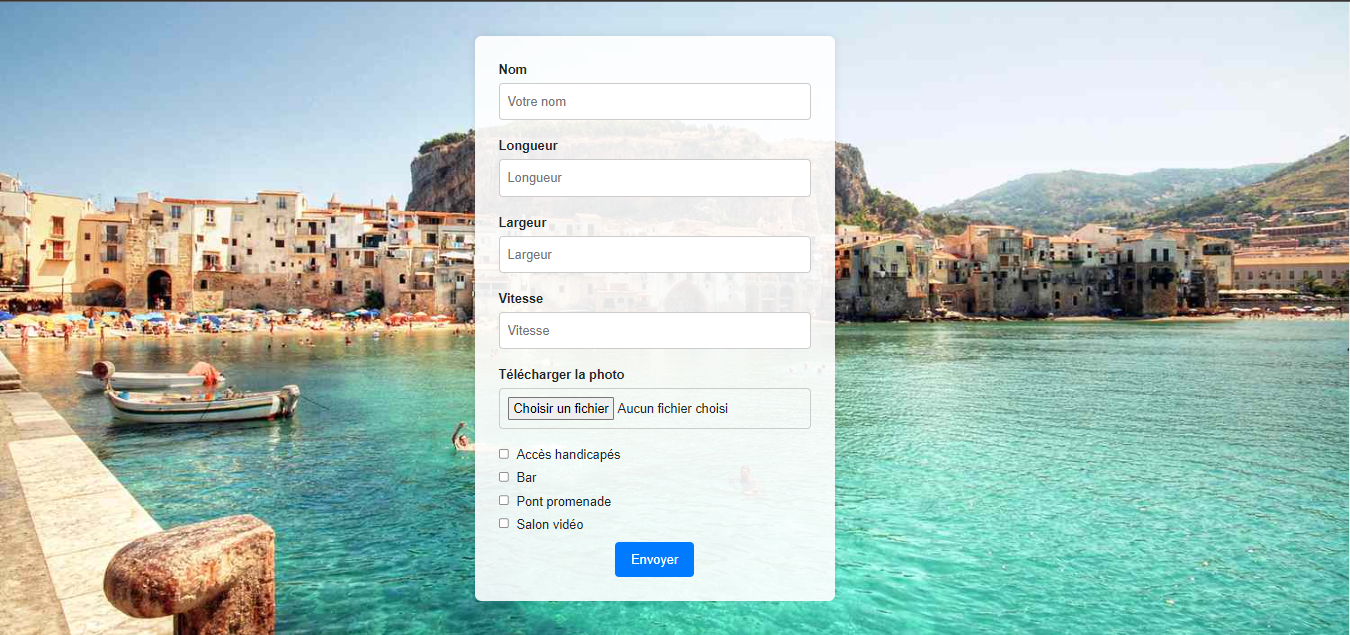 Nom
Votre nom
Longueur
Longueur
Largeur
Largeur
Vitesse
Vitesse
Télécharger la photo
Choisir un fichier Aucun fichier choisi
Accès handicapés
Bar
Pont promenade
Salon vidéo
Envoyer